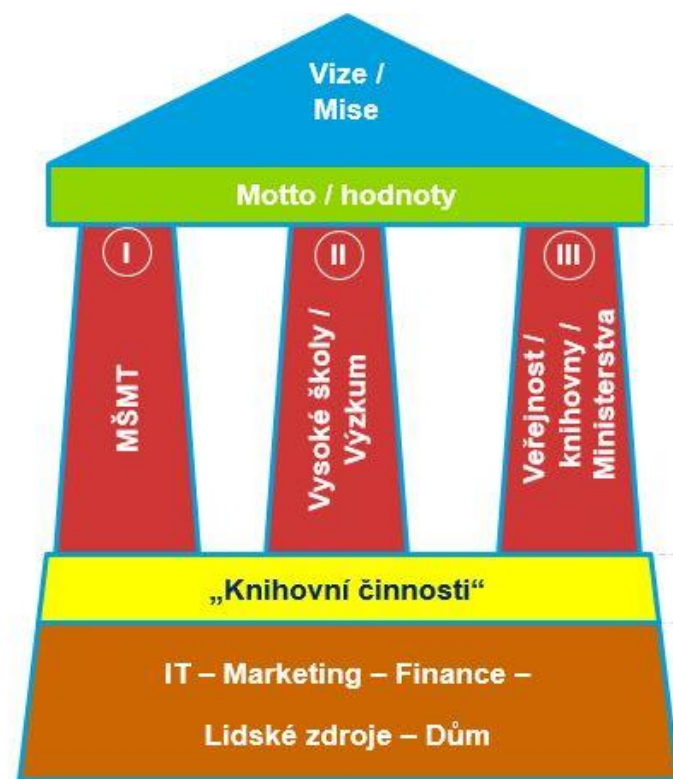 Vize /
Mise
Motto / hodnoty
I
II
III
MŠMT
Vysoké školy /
Výzkum
Veřejnost /
knihovny /
Ministerstva
„Knihovní činnosti“
IT – Marketing – Finance –
Lidské zdroje – Dům